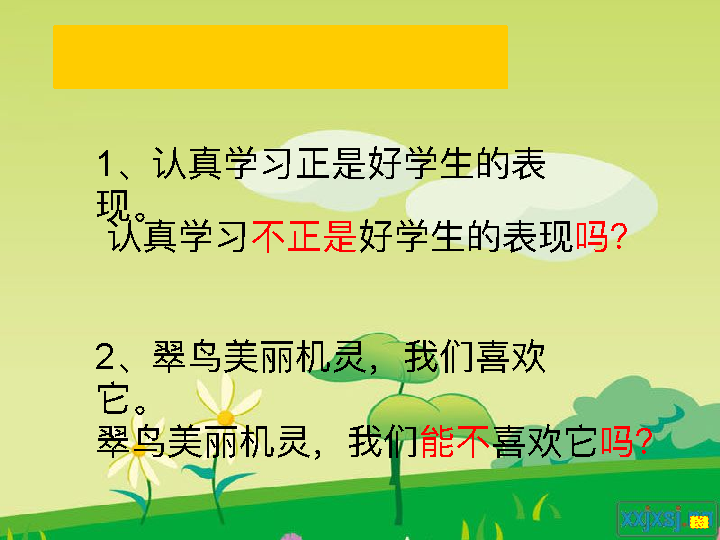 1、认真学习正是好学生的表
现。
认真学习不正是好学生的表现吗?
2、翠鸟美丽机灵，我们喜欢
它。
翠鸟美丽机灵，我们能不喜欢它吗?